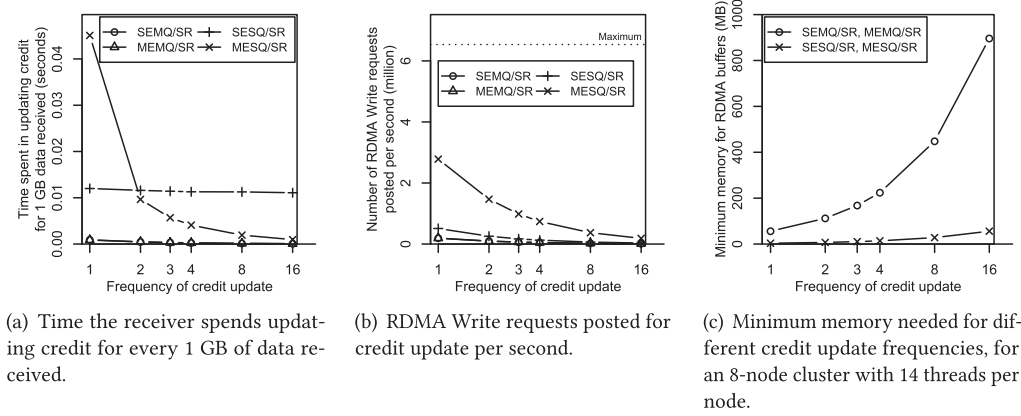 Time spent in updating credit
for 1 GB data received (seconds)
0.00 0.01 0.02 0.03 0.04
SEMQ/SR SESQ/SR
MEMQ/SR MESQ/SR
1 2 3 4 8 16
Frequency of credit update
(a) Time the receiver spends updat-
ing credit for every 1 GB of data re-
ceived.
Number of RDMA Write requests
posted per second (million)
0 2 4 6
Maximum
SEMQ/SR SESQ/SR
MEMQ/SR MESQ/SR
1 2 3 4 8 16
Frequency of credit update
(b) RDMA Write requests posted for
credit update per second.
Minimum memory for RDMA buffers (MB)
0 200 400 600 800 1000
SEMQ/SR, MEMQ/SR
SESQ/SR, MESQ/SR
1 2 3 4 8 16
Frequency of credit update
(c) Minimum memory needed for dif-
ferent credit update frequencies, for
an 8-node cluster with 14 threads per
node.